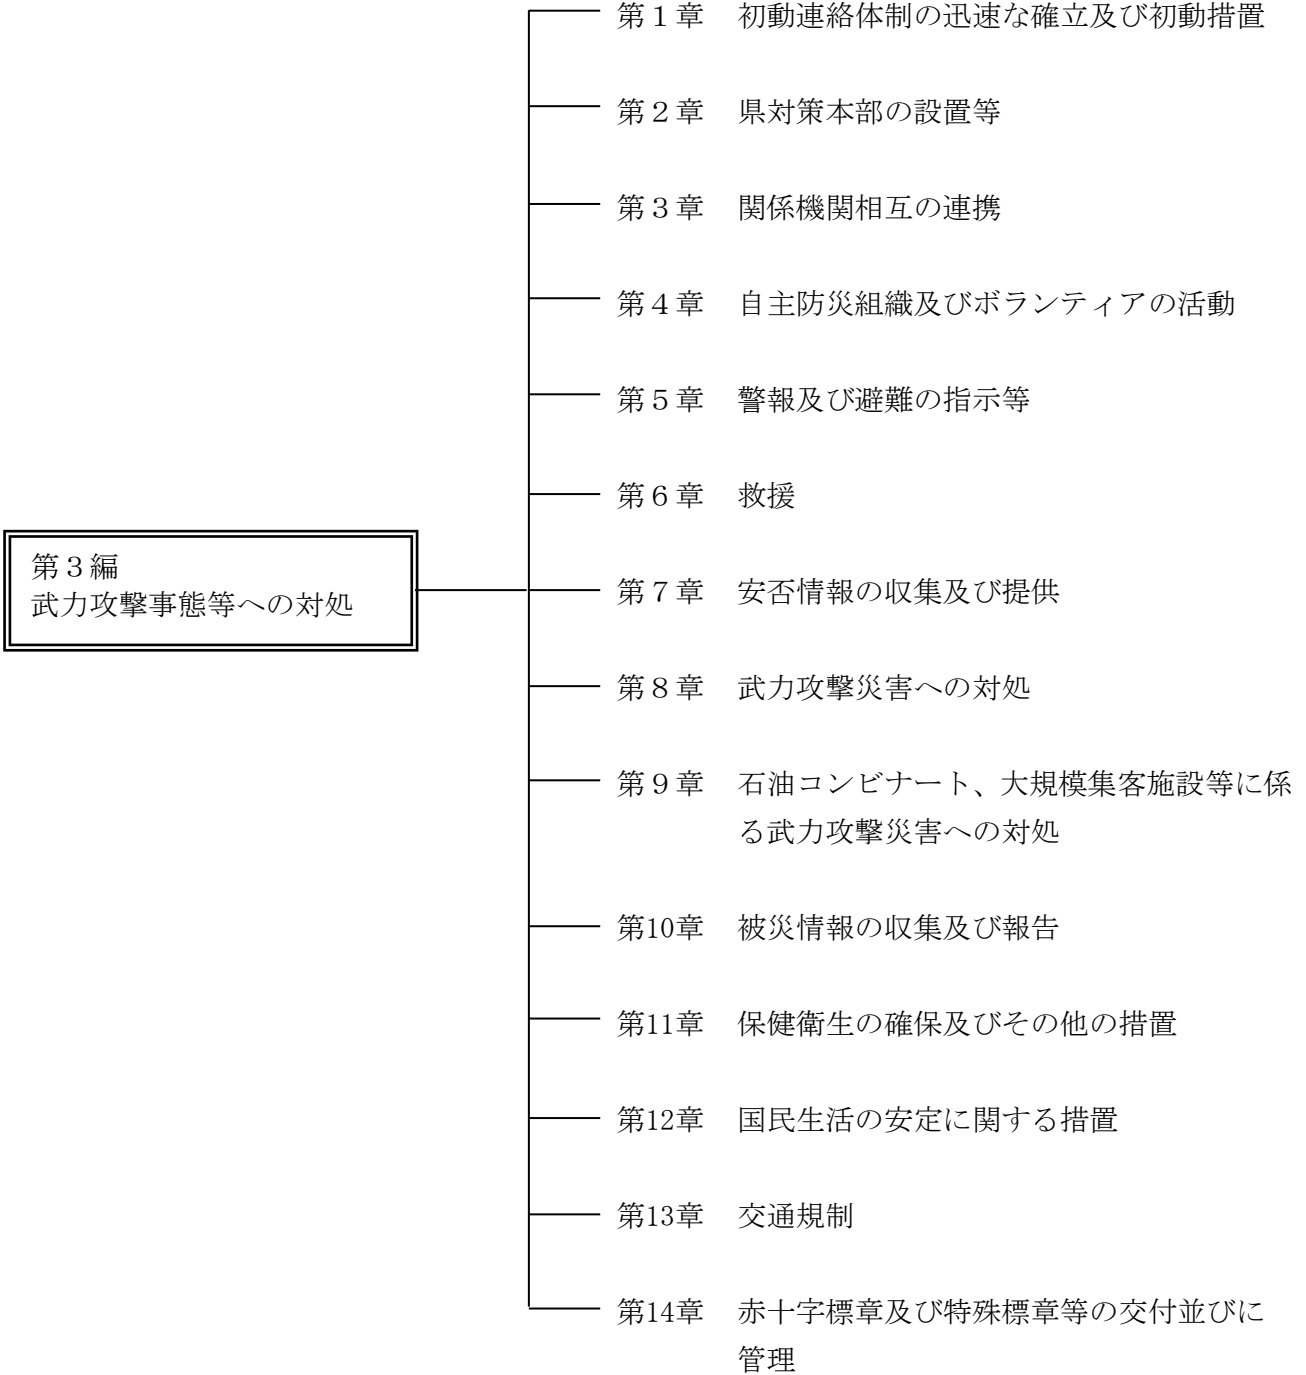 第１章　初動連絡体制の迅速な確立及び初動措置
第２章　県対策本部の設置等
第３章　関係機関相互の連携
第４章　自主防災組織及びボランティアの活動
第５章　警報及び避難の指示等
第６章　救援
第３編
武力攻撃事態等への対処
第７章　安否情報の収集及び提供
第８章　武力攻撃災害への対処
第９章　石油コンビナート、大規模集客施設等に係
る武力攻撃災害への対処
第10章　被災情報の収集及び報告
第11章　保健衛生の確保及びその他の措置
第12章　国民生活の安定に関する措置
第13章　交通規制
第14章　赤十字標章及び特殊標章等の交付並びに
管理